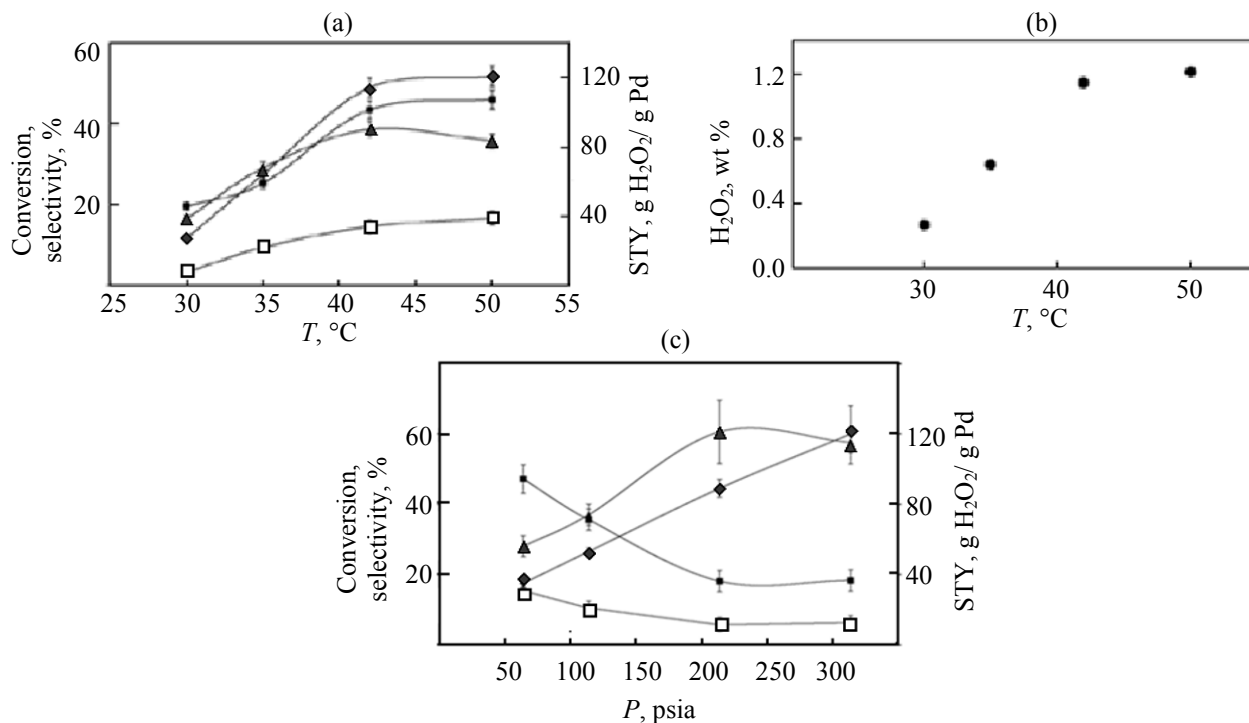 (a)
60
40
20
Conversion,
selectivity, %
120
80
40
STY, g H₂O₂/ g Pd
25 30 35 40 45 50 55
T, °C
(b)
1.2
0.8
0.4
0.0
H₂O₂, wt %
30 40 50
T, °C
(c)
60
40
20
Conversion,
selectivity, %
120
80
40
STY, g H₂O₂/ g Pd
50 100 150 200 250 300
P, psia